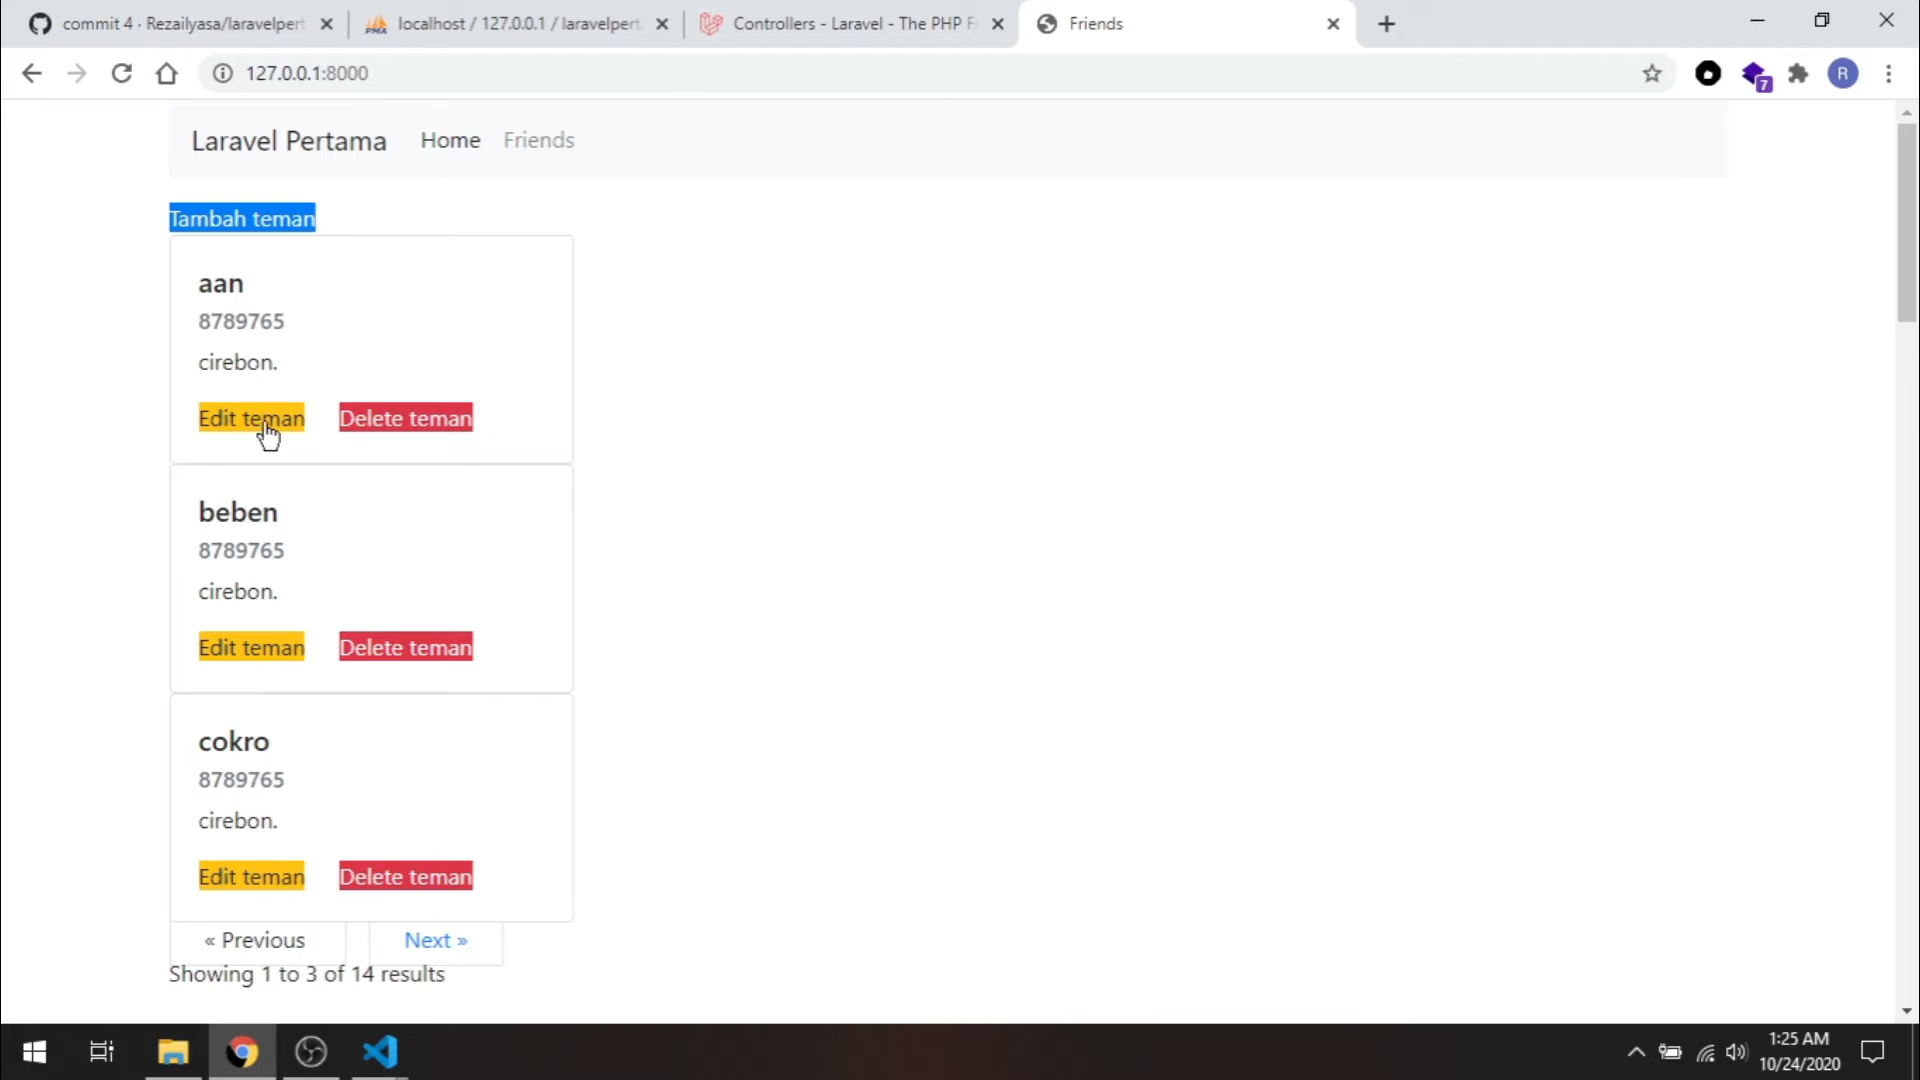 commit 4 · Rezailyasa/laravelpert
localhost / 127.0.0.1 / laravelpert
Controllers - Laravel - The PHP F
Friends
127.0.0.1:8000
7
R
Laravel Pertama Home Friends
Tambah teman
aan
8789765
cirebon.
Edit teman Delete teman
beben
8789765
cirebon.
Edit teman Delete teman
cokro
8789765
cirebon.
Edit teman Delete teman
« Previous Next »
Showing 1 to 3 of 14 results
1:25 AM
10/24/2020